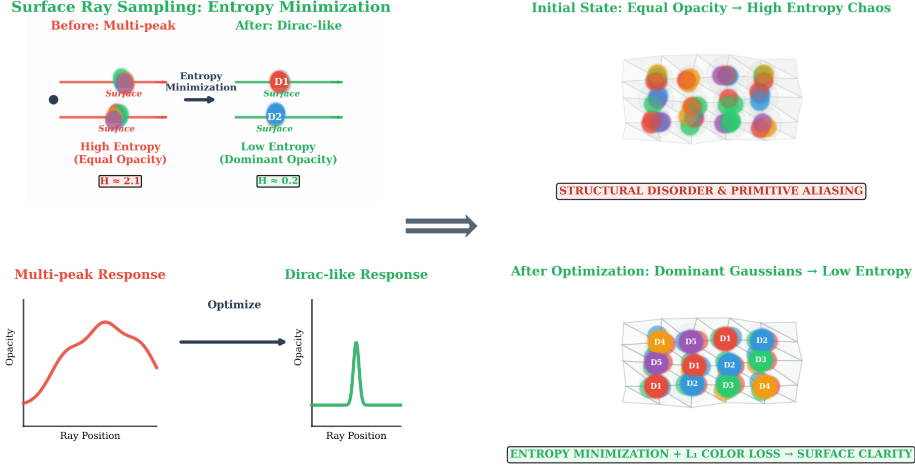 Surface Ray Sampling: Entropy Minimization
Before: Multi-peak
After: Dirac-like
Surface
Surface
Entropy
Minimization
D1
Surface
D2
Surface
High Entropy
(Equal Opacity)
H ≈ 2.1
Low Entropy
(Dominant Opacity)
H ≈ 0.2
Initial State: Equal Opacity → High Entropy Chaos
STRUCTURAL DISORDER & PRIMITIVE ALIASING
Multi-peak Response
Opacity
Ray Position
Optimize
Dirac-like Response
Opacity
Ray Position
After Optimization: Dominant Gaussians → Low Entropy
D4 D5 D1 D2
D5 D1 D2 D3
D1 D2 D3 D4
ENTROPY MINIMIZATION + L₁ COLOR LOSS → SURFACE CLARITY